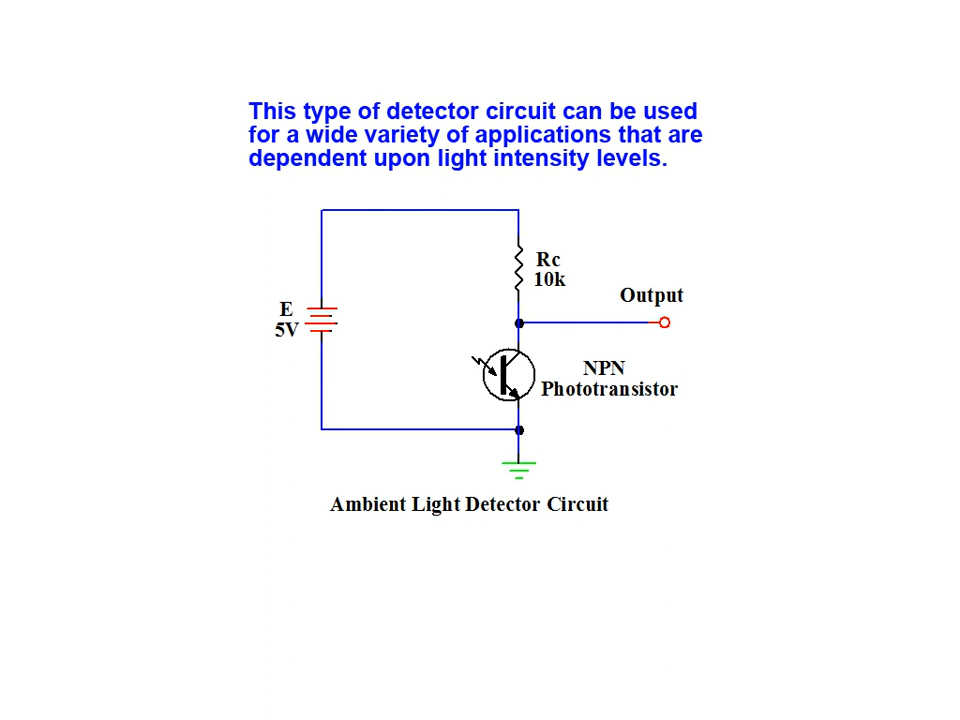 This type of detector circuit can be used
for a wide variety of applications that are
dependent upon light intensity levels.
Rc
10k
Output
E
5V
NPN
Phototransistor
Ambient Light Detector Circuit